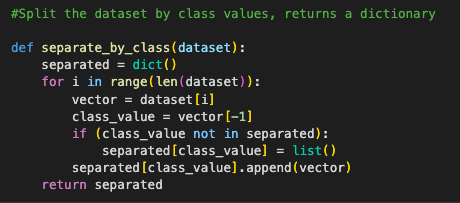 #Split the dataset by class values, returns a dictionary

def separate_by_class(dataset):
    separated = dict()
    for i in range(len(dataset)):
        vector = dataset[i]
        class_value = vector[-1]
        if (class_value not in separated):
            separated[class_value] = list()
        separated[class_value].append(vector)
    return separated